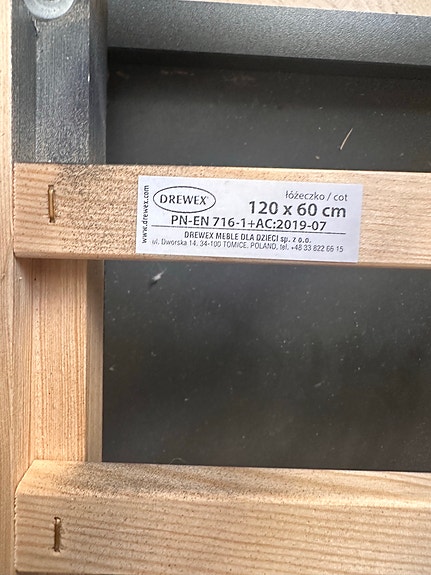 www.drewex.com
DREWEX®
łóżeczko / cot
120 x 60 cm
PN-EN 716-1+AC:2019-07
DREWEX MEBLE DLA DZIECI sp. z o.o.
ul. Dworska 14, 34-100 TOMICE, POLAND, tel. +48 33 822 66 15